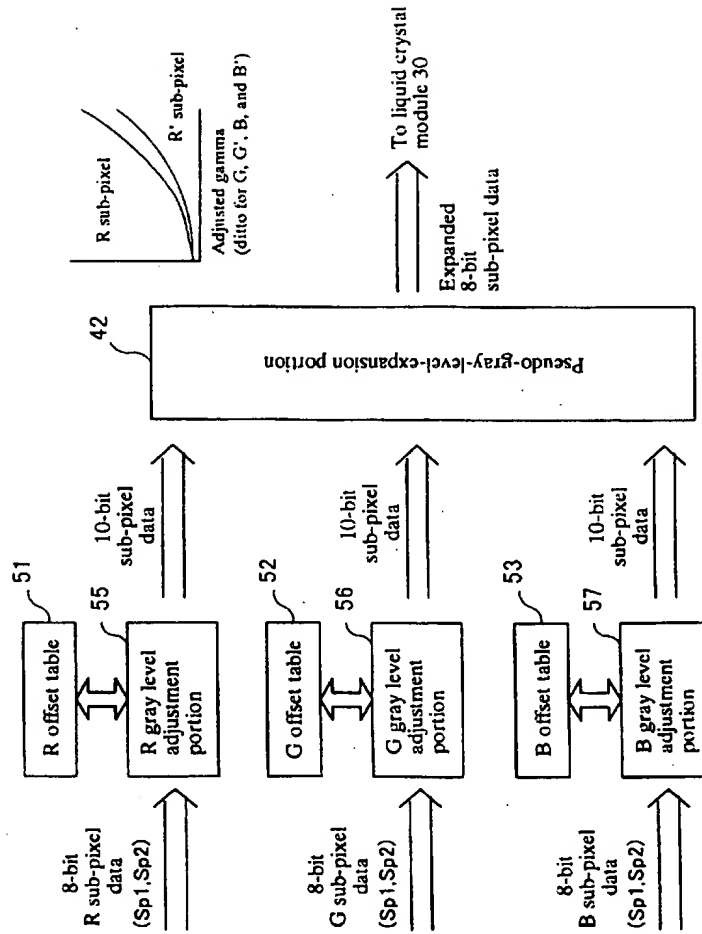 8-bit
R sub-pixel
data
(Sp1,Sp2)
R offset table
51
R gray level
adjustment
portion
55
10-bit
sub-pixel
data
8-bit
G sub-pixel
data
(Sp1,Sp2)
G offset table
52
G gray level
adjustment
portion
56
10-bit
sub-pixel
data
8-bit
B sub-pixel
data
(Sp1,Sp2)
B offset table
53
B gray level
adjustment
portion
57
10-bit
sub-pixel
data
42
Pseudo-gray-level-expansion portion
Expanded
8-bit
sub-pixel data
To liquid crystal
module 30
R sub-pixel
R' sub-pixel
Adjusted gamma
(ditto for G, G', B, and B')